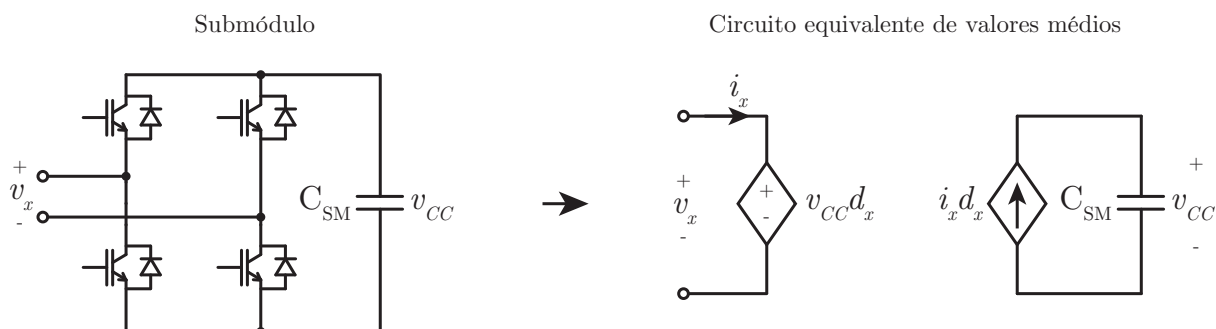 Submódulo
Circuito equivalente de valores médios
+
v_x
-
C_SM
v_CC
i_x
+
v_x
-
+
-
v_CC d_x
i_x d_x
C_SM
+
v_CC
-